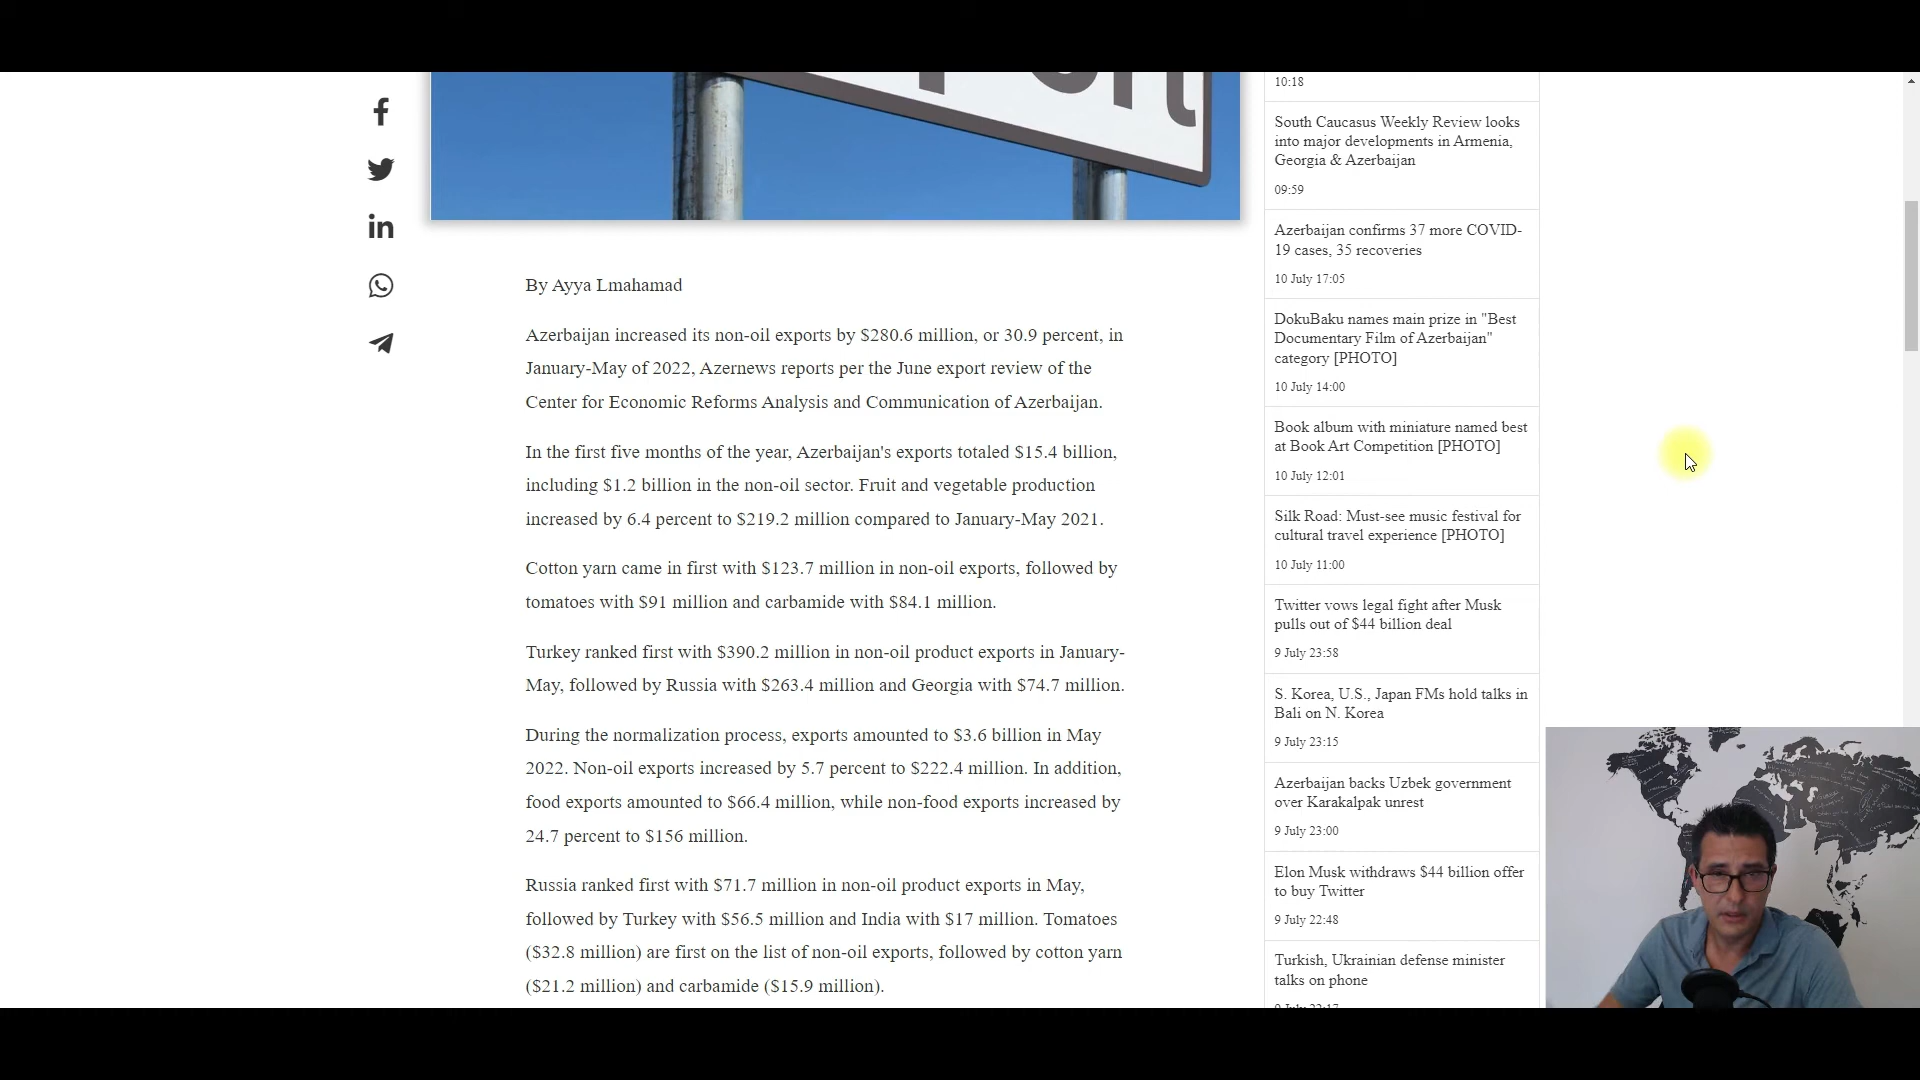 By Ayya Lmahamad
Azerbaijan increased its non-oil exports by $280.6 million, or 30.9 percent, in
January-May of 2022, Azernews reports per the June export review of the
Center for Economic Reforms Analysis and Communication of Azerbaijan.
In the first five months of the year, Azerbaijan's exports totaled $15.4 billion,
including $1.2 billion in the non-oil sector. Fruit and vegetable production
increased by 6.4 percent to $219.2 million compared to January-May 2021.
Cotton yarn came in first with $123.7 million in non-oil exports, followed by
tomatoes with $91 million and carbamide with $84.1 million.
Turkey ranked first with $390.2 million in non-oil product exports in January-
May, followed by Russia with $263.4 million and Georgia with $74.7 million.
During the normalization process, exports amounted to $3.6 billion in May
2022. Non-oil exports increased by 5.7 percent to $222.4 million. In addition,
food exports amounted to $66.4 million, while non-food exports increased by
24.7 percent to $156 million.
Russia ranked first with $71.7 million in non-oil product exports in May,
followed by Turkey with $56.5 million and India with $17 million. Tomatoes
($32.8 million) are first on the list of non-oil exports, followed by cotton yarn
($21.2 million) and carbamide ($15.9 million).
10:18
South Caucasus Weekly Review looks
into major developments in Armenia,
Georgia & Azerbaijan
09:59
Azerbaijan confirms 37 more COVID-
19 cases, 35 recoveries
10 July 17:05
DokuBaku names main prize in "Best
Documentary Film of Azerbaijan"
category [PHOTO]
10 July 14:00
Book album with miniature named best
at Book Art Competition [PHOTO]
10 July 12:01
Silk Road: Must-see music festival for
cultural travel experience [PHOTO]
10 July 11:00
Twitter vows legal fight after Musk
pulls out of $44 billion deal
9 July 23:58
S. Korea, U.S., Japan FMs hold talks in
Bali on N. Korea
9 July 23:15
Azerbaijan backs Uzbek government
over Karakalpak unrest
9 July 23:00
Elon Musk withdraws $44 billion offer
to buy Twitter
9 July 22:48
Turkish, Ukrainian defense minister
talks on phone